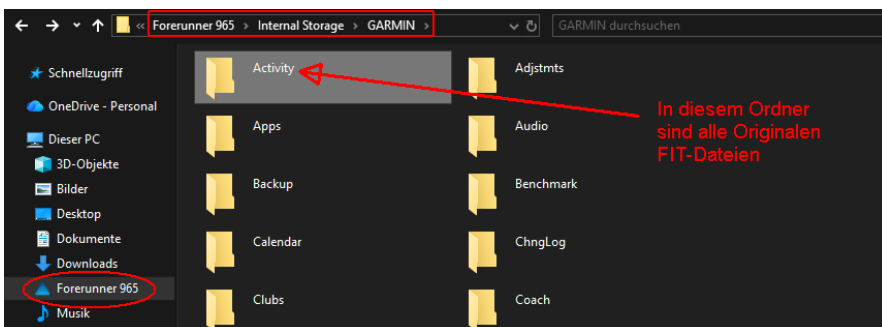 « Forerunner 965 › Internal Storage › GARMIN ›
GARMIN durchsuchen
Schnellzugriff
OneDrive - Personal
Dieser PC
3D-Objekte
Bilder
Desktop
Dokumente
Downloads
Forerunner 965
Musik
Activity
Adjstmts
Apps
Audio
Backup
Benchmark
Calendar
ChngLog
Clubs
Coach
In diesem Ordner
sind alle Originalen
FIT-Dateien